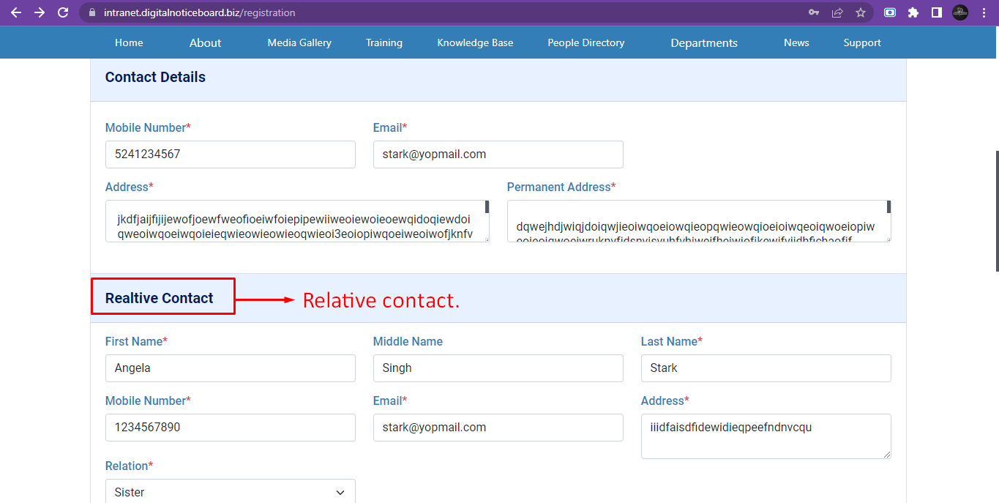 intranet.digitalnoticeboard.biz/registration
Home About Media Gallery Training Knowledge Base People Directory Departments News Support
Contact Details
Mobile Number* Email*
5241234567 stark@yopmail.com
Address* Permanent Address*
jkdfjaijfijijewofjoewfweofioeiwfoiepipewiiweoiewoieoewqidoqiewdoi
qweoiwqoeiwqoieieqwieowieowieoqwieoi3eoiopiwqoeiweoiwofjknfv
dqwejhdjwiqjdoiqwjieoiwqoeiowqieopqwieowqioeioiwqeoiqwoeiopiw
Realtive Contact Relative contact.
First Name* Middle Name Last Name*
Angela Singh Stark
Mobile Number* Email* Address*
1234567890 stark@yopmail.com iiidfaisdfidewidieqpeefndnvcqu
Relation*
Sister